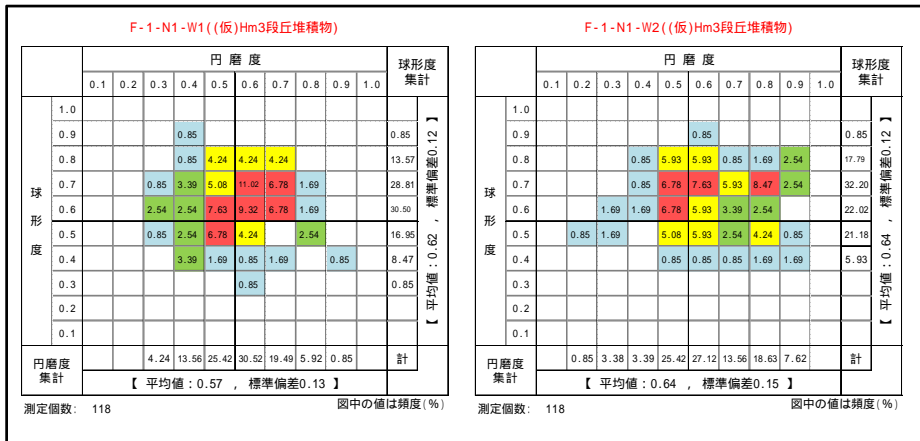 F-1-N1-W1((仮)Hm3段丘堆積物)
円 磨 度
球形度
集計
0.1 0.2 0.3 0.4 0.5 0.6 0.7 0.8 0.9 1.0
球形度
1.0
0.9 0.85 0.85
0.8 0.85 4.24 4.24 4.24 13.57
0.7 0.85 3.39 5.08 11.02 6.78 1.69 28.81
0.6 2.54 2.54 7.63 9.32 6.78 1.69 30.50
0.5 0.85 2.54 6.78 4.24 2.54 16.95
0.4 3.39 1.69 0.85 1.69 0.85 8.47
0.3 0.85 0.85
0.2
0.1
【 平均値:0.62 , 標準偏差0.12 】
円磨度
集計
4.24 13.56 25.42 30.52 19.49 5.92 0.85 計
【 平均値:0.57 , 標準偏差0.13 】
測定個数: 118
図中の値は頻度(%)
F-1-N1-W2((仮)Hm3段丘堆積物)
円 磨 度
球形度
集計
0.1 0.2 0.3 0.4 0.5 0.6 0.7 0.8 0.9 1.0
球形度
1.0
0.9 0.85 0.85
0.8 0.85 5.93 5.93 0.85 1.69 2.54 17.79
0.7 0.85 6.78 7.63 5.93 8.47 2.54 32.20
0.6 1.69 1.69 6.78 5.93 3.39 2.54 22.02
0.5 0.85 1.69 5.08 5.93 2.54 4.24 0.85 21.18
0.4 0.85 0.85 0.85 1.69 1.69 5.93
0.3
0.2
0.1
【 平均値:0.64 , 標準偏差0.12 】
円磨度
集計
0.85 3.38 3.39 25.42 27.12 13.56 18.63 7.62 計
【 平均値:0.64 , 標準偏差0.15 】
測定個数: 118
図中の値は頻度(%)